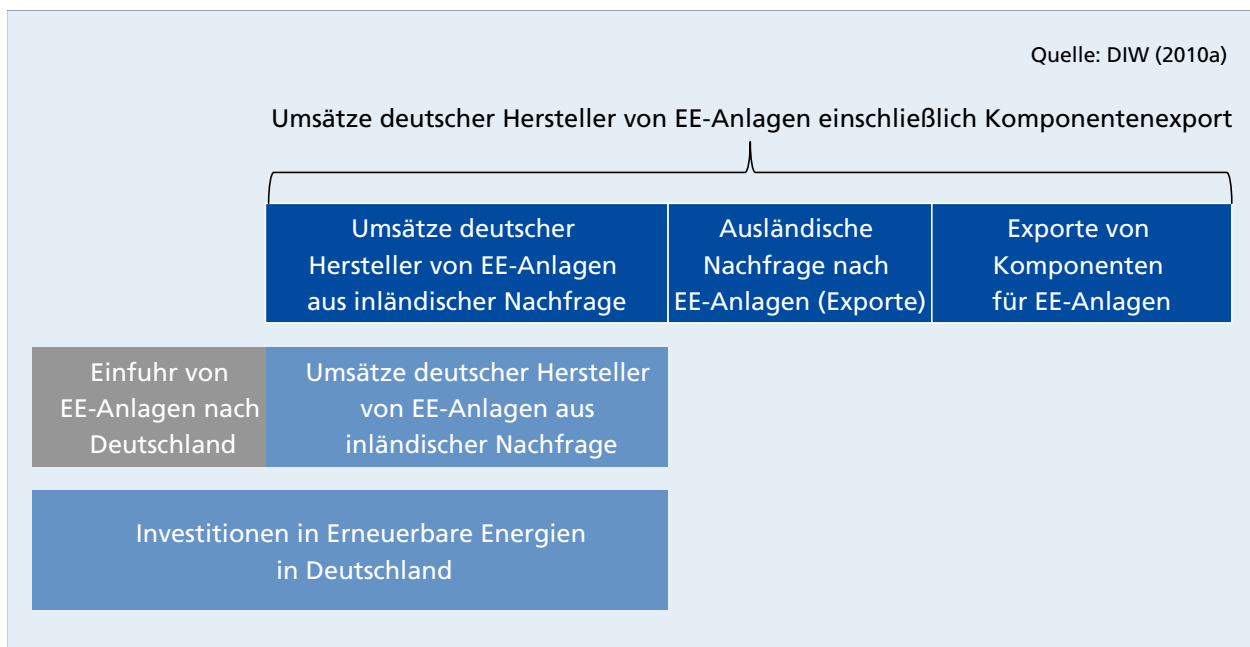 Quelle: DIW (2010a)
Umsätze deutscher Hersteller von EE-Anlagen einschließlich Komponentenexport
Umsätze deutscher
Hersteller von EE-Anlagen
aus inländischer Nachfrage
Ausländische
Nachfrage nach
EE-Anlagen (Exporte)
Exporte von
Komponenten
für EE-Anlagen
Einfuhr von
EE-Anlagen nach
Deutschland
Umsätze deutscher Hersteller
von EE-Anlagen aus
inländischer Nachfrage
Investitionen in Erneuerbare Energien
in Deutschland